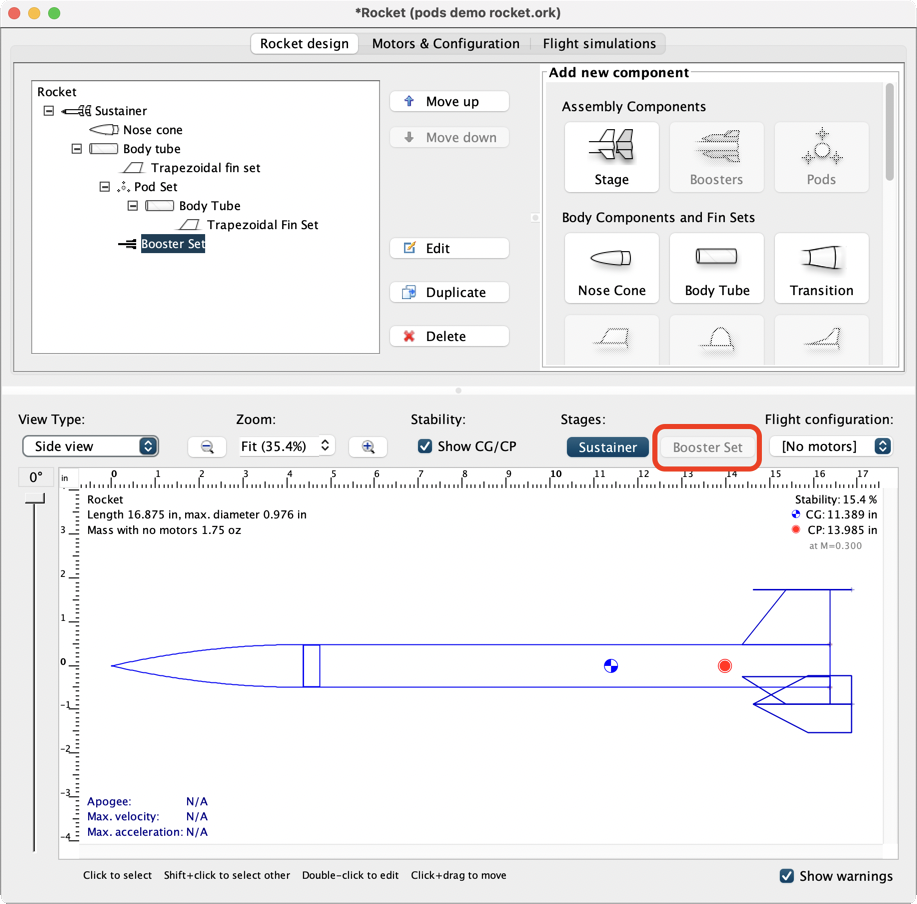 *Rocket (pods demo rocket.ork)
Rocket design Motors & Configuration Flight simulations
Rocket
Sustainer
Nose cone
Body tube
Trapezoidal fin set
Pod Set
Body Tube
Trapezoidal Fin Set
Booster Set
Move up
Move down
Edit
Duplicate
Delete
Add new component
Assembly Components
Stage Boosters Pods
Body Components and Fin Sets
Nose Cone Body Tube Transition
View Type: Zoom: Stability: Stages: Flight configuration:
Side view Fit (35.4%) Show CG/CP Sustainer Booster Set [No motors]
0° in 0 1 2 3 4 5 6 7 8 9 10 11 12 13 14 15 16 17
Rocket
Length 16.875 in, max. diameter 0.976 in
Mass with no motors 1.75 oz
Stability: 15.4 %
CG: 11.389 in
CP: 13.985 in
at M=0.300
3
2
1
0
-1
-2
-3
-4
Apogee: N/A
Max. velocity: N/A
Max. acceleration: N/A
Click to select Shift+click to select other Double-click to edit Click+drag to move
Show warnings